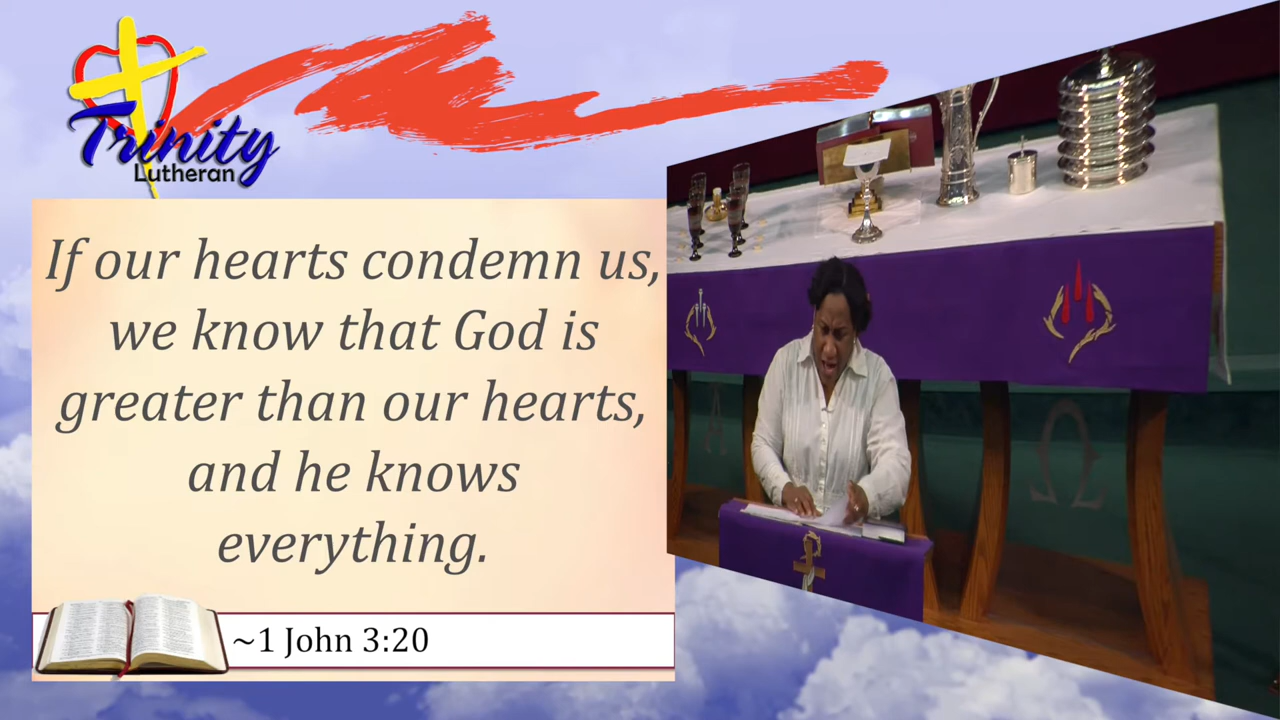 Trinity
Lutheran
If our hearts condemn us,
we know that God is
greater than our hearts,
and he knows
everything.
~1 John 3:20
Α
Ω